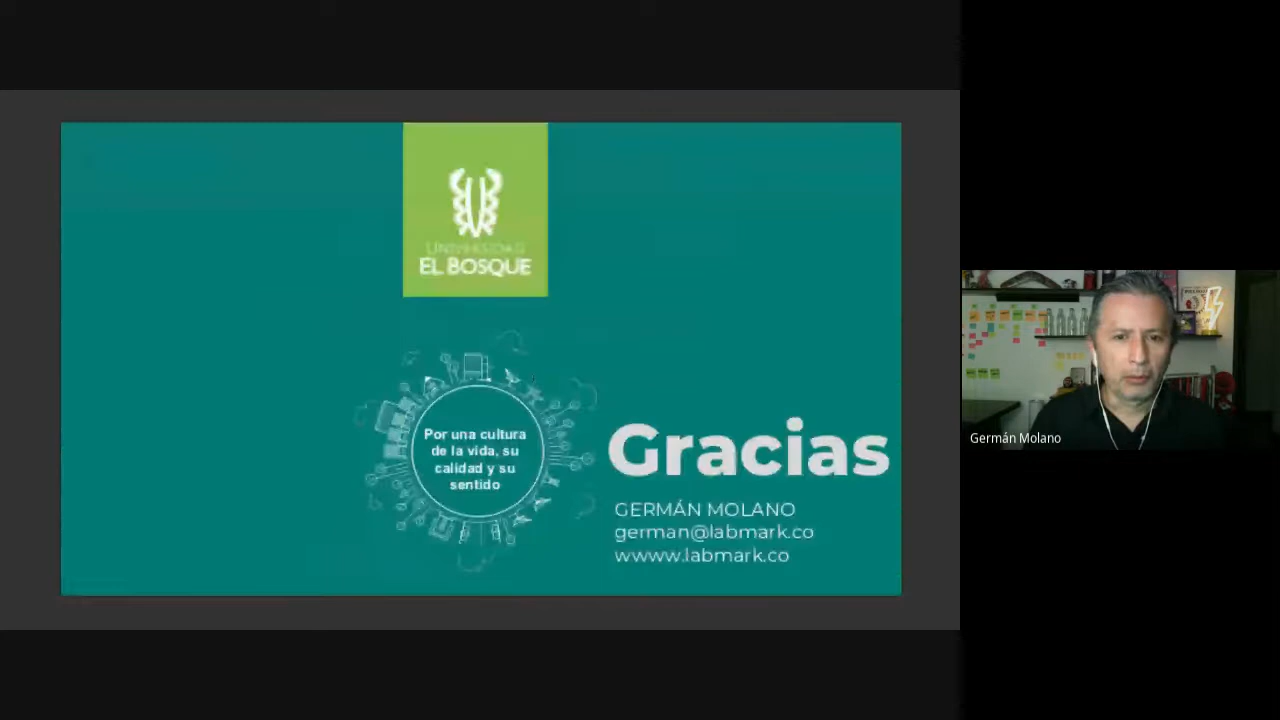 UNIVERSIDAD
EL BOSQUE
Por una cultura
de la vida, su
calidad y su
sentido
Gracias
GERMÁN MOLANO
german@labmark.co
wwww.labmark.co
Germán Molano